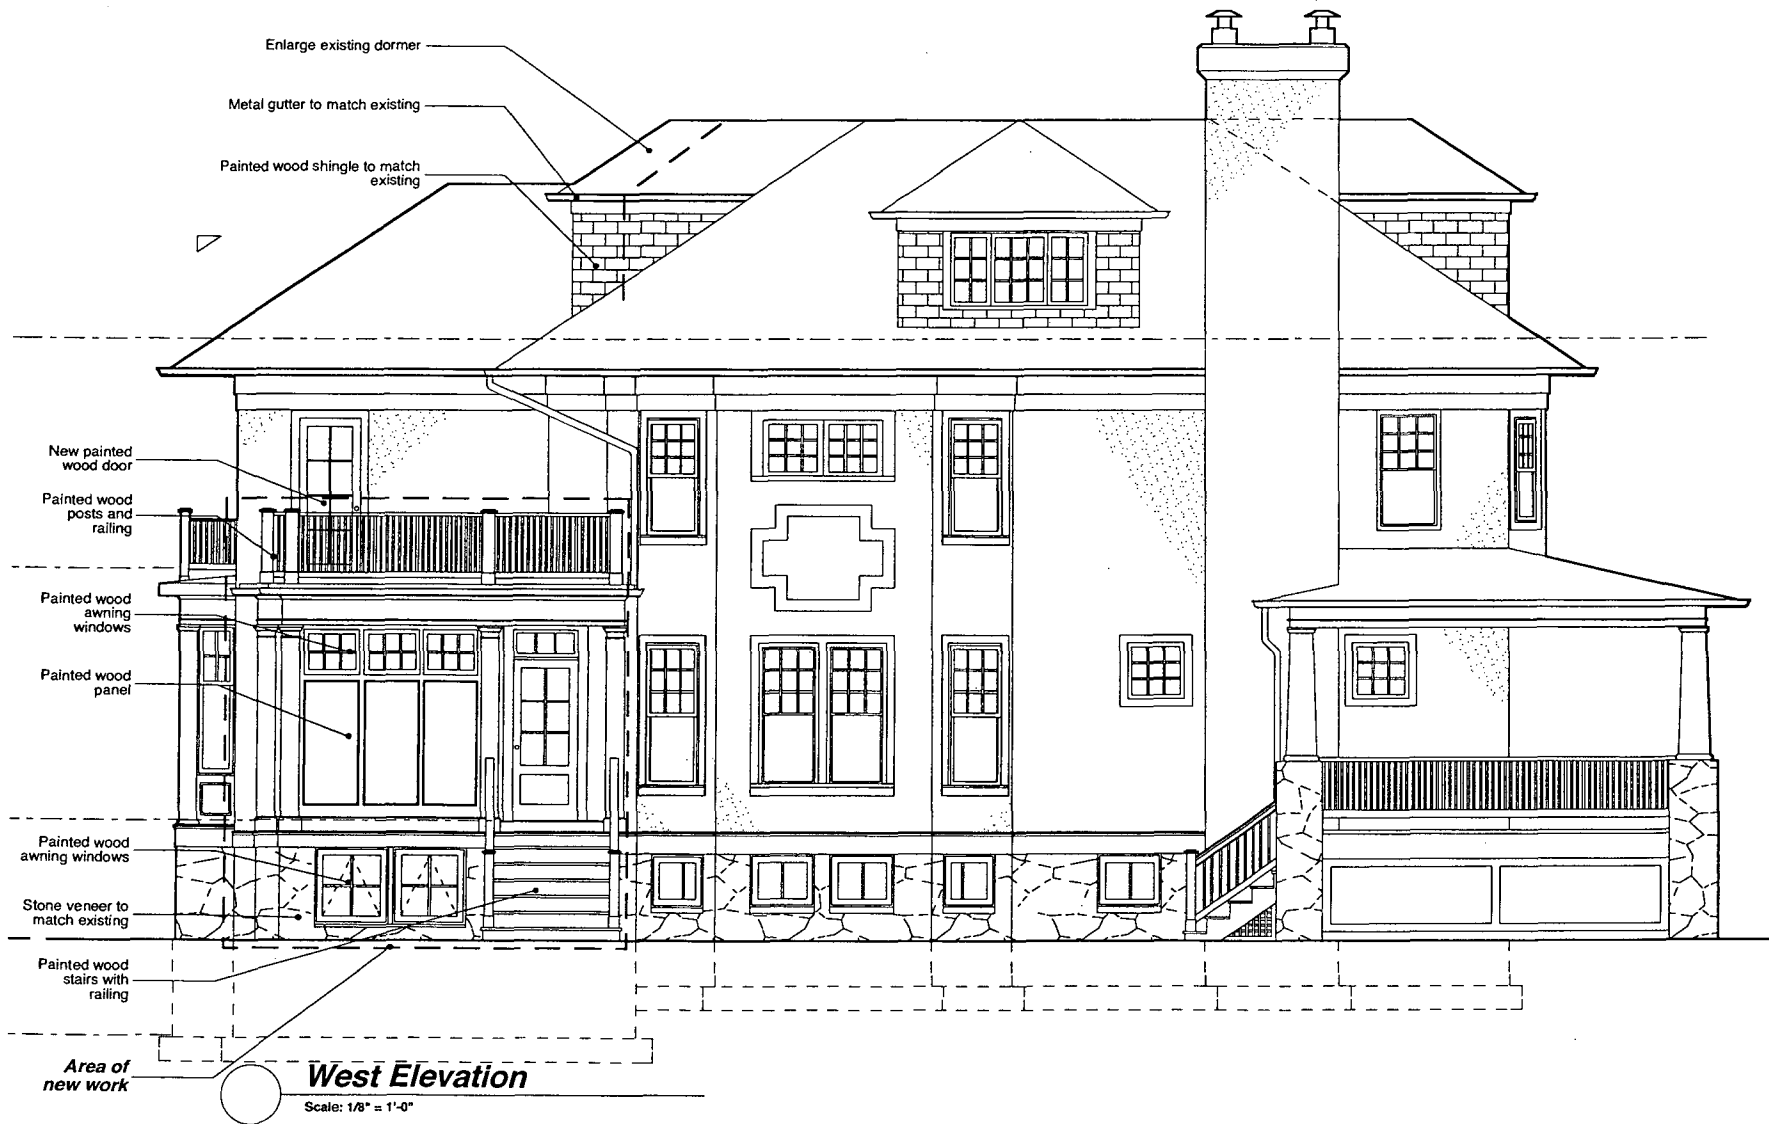 Enlarge existing dormer
Metal gutter to match existing
Painted wood shingle to match
existing
New painted
wood door
Painted wood
posts and
railing
Painted wood
awning
windows
Painted wood
panel
Painted wood
awning windows
Stone veneer to
match existing
Painted wood
stairs with
railing
Area of
new work
West Elevation
Scale: 1/8" = 1'-0"